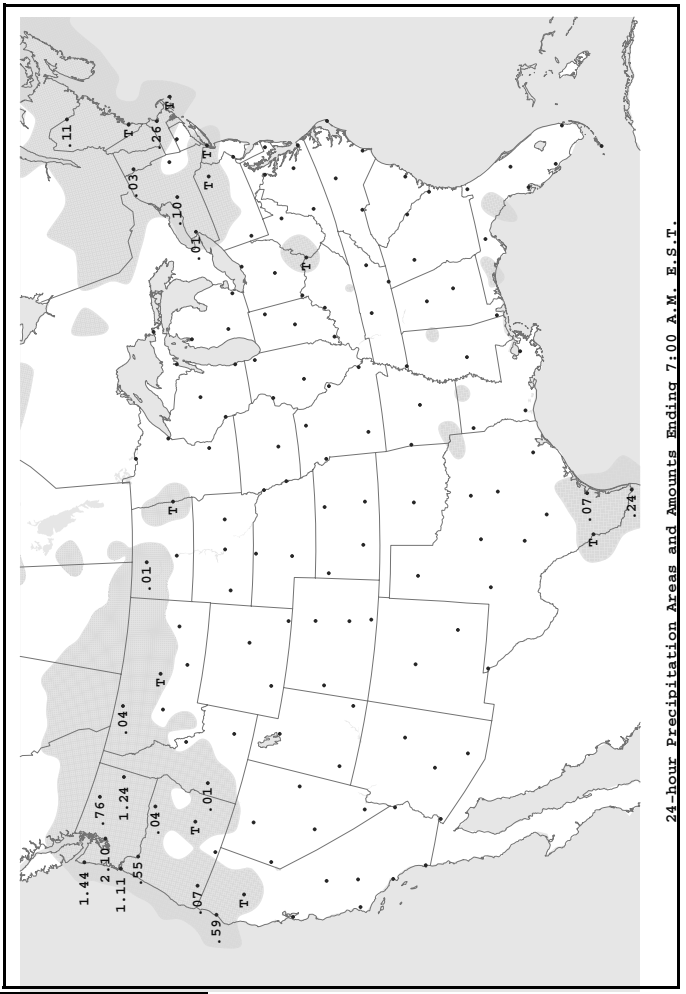 .11
1.44
.76
2.10
1.11
1.24
.04
T
.03
.55
.01
.04
.26
T
T
T
.10
T
.01
.07
.01
T
T
.59
T
T
.07
T
.24
24-hour Precipitation Areas and Amounts Ending 7:00 A.M. E.S.T.